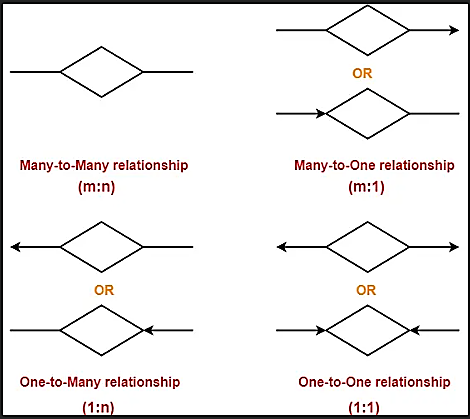 OR
Many-to-Many relationship
(m:n)
Many-to-One relationship
(m:1)
OR
OR
One-to-Many relationship
(1:n)
One-to-One relationship
(1:1)